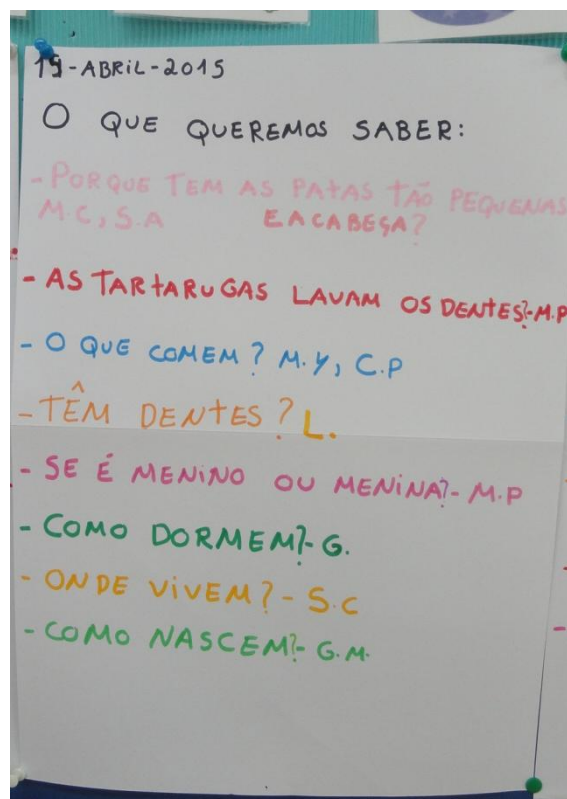 15-ABRIL-2015
O QUE QUEREMOS SABER:
- PORQUE TEM AS PATAS TÃO PEQUENAS
M.C, S.A E A CABEÇA?
- AS TARTARUGAS LAVAM OS DENTES?-M.P
- O QUE COMEM? M.Y, C.P
- TÊM DENTES? L.
- SE É MENINO OU MENINA?- M.P
- COMO DORMEM?- G.
- ONDE VIVEM? - S.C
- COMO NASCEM?- G.M.